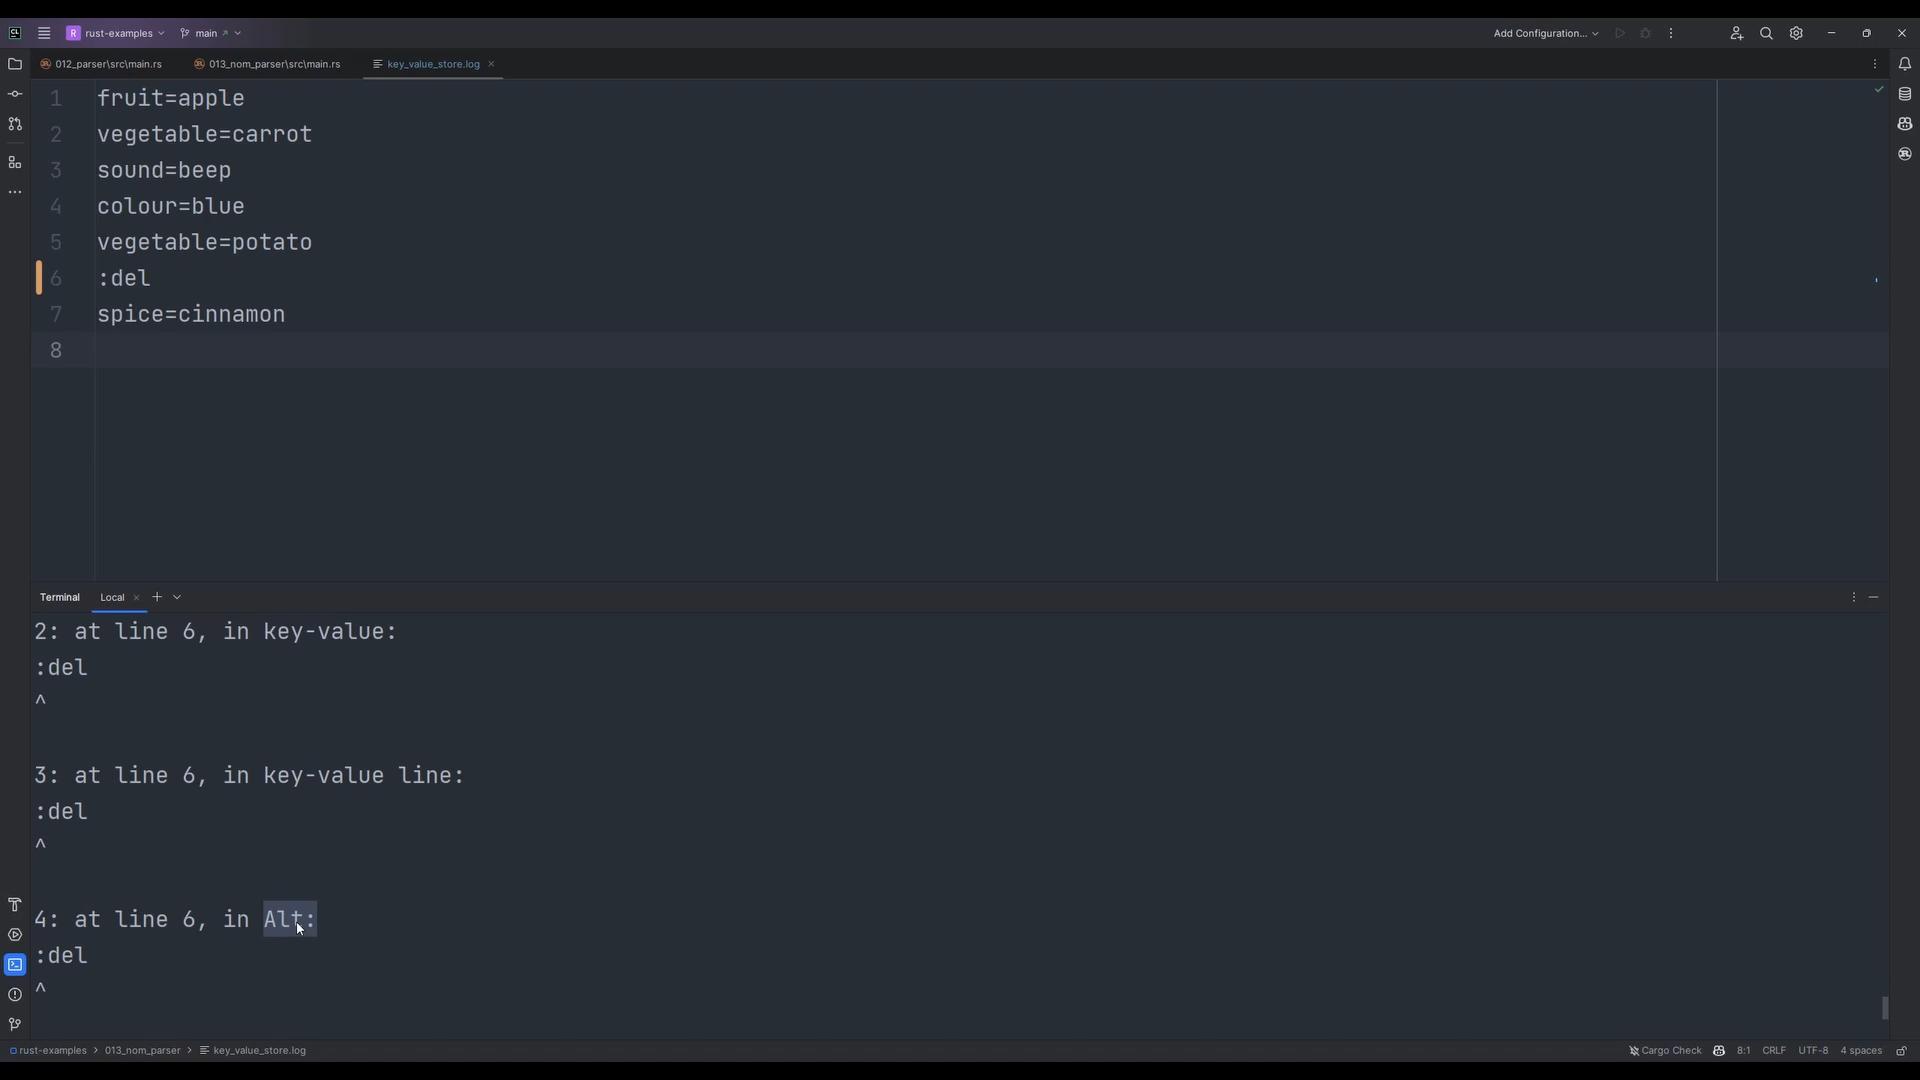 CL
R rust-examples main
Add Configuration...
012_parser\src\main.rs 013_nom_parser\src\main.rs key_value_store.log
1 fruit=apple
2 vegetable=carrot
3 sound=beep
4 colour=blue
5 vegetable=potato
6 :del
7 spice=cinnamon
8
Terminal Local
2: at line 6, in key-value:
:del
^
3: at line 6, in key-value line:
:del
^
4: at line 6, in Alt:
:del
^
rust-examples > 013_nom_parser > key_value_store.log
Cargo Check 8:1 CRLF UTF-8 4 spaces